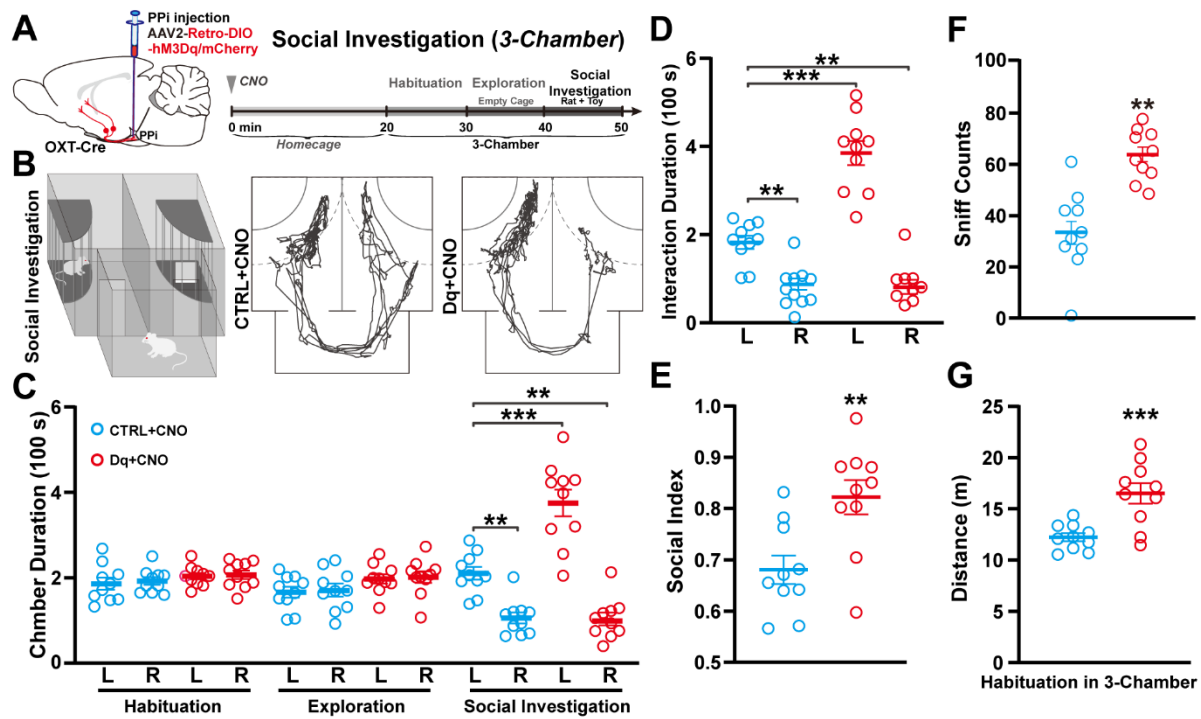 A
PPi injection
AAV2-Retro-DIO
-hM3Dq/mCherry
PPi
OXT-Cre
Social Investigation (3-Chamber)
CNO
Habituation
Exploration
Social
Investigation
Empty Cage
Rat + Toy
0 min
20
30
40
50
Homecage
3-Chamber
B
Social Investigation
CTRL+CNO
Dq+CNO
C
Chmber Duration (100 s)
6
4
2
0
CTRL+CNO
Dq+CNO
**
***
**
L R L R L R L R L R L R
Habituation
Exploration
Social Investigation
D
Interaction Duration (100 s)
6
4
2
0
**
***
**
L R L R
E
Social Index
1.0
0.9
0.8
0.7
0.6
0.5
**
F
Sniff Counts
100
80
60
40
20
0
**
G
Distance (m)
25
20
15
10
5
0
***
Habituation in 3-Chamber